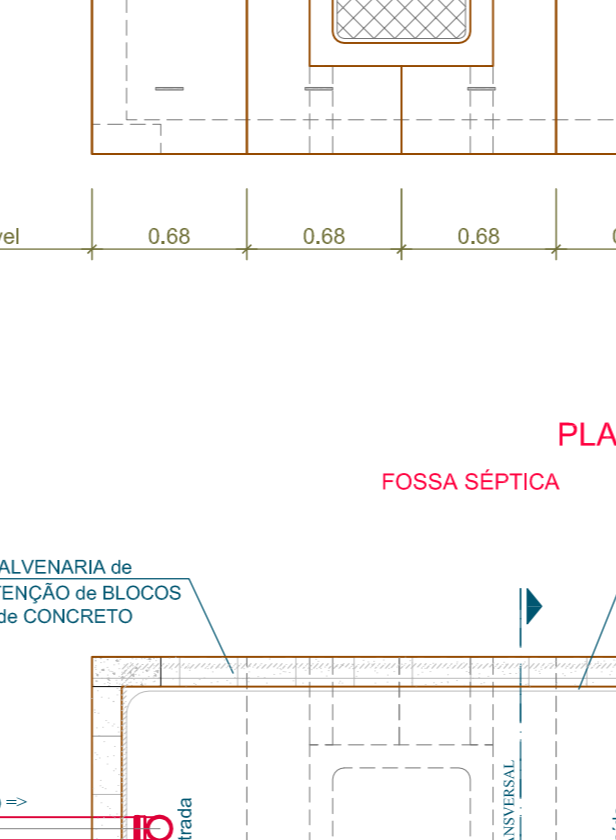 vel
0.68
0.68
0.68
PLA
FOSSA SÉPTICA
ALVENARIA de
TENÇÃO de BLOCOS
de CONCRETO
ANSVERSAL
) =>
trada